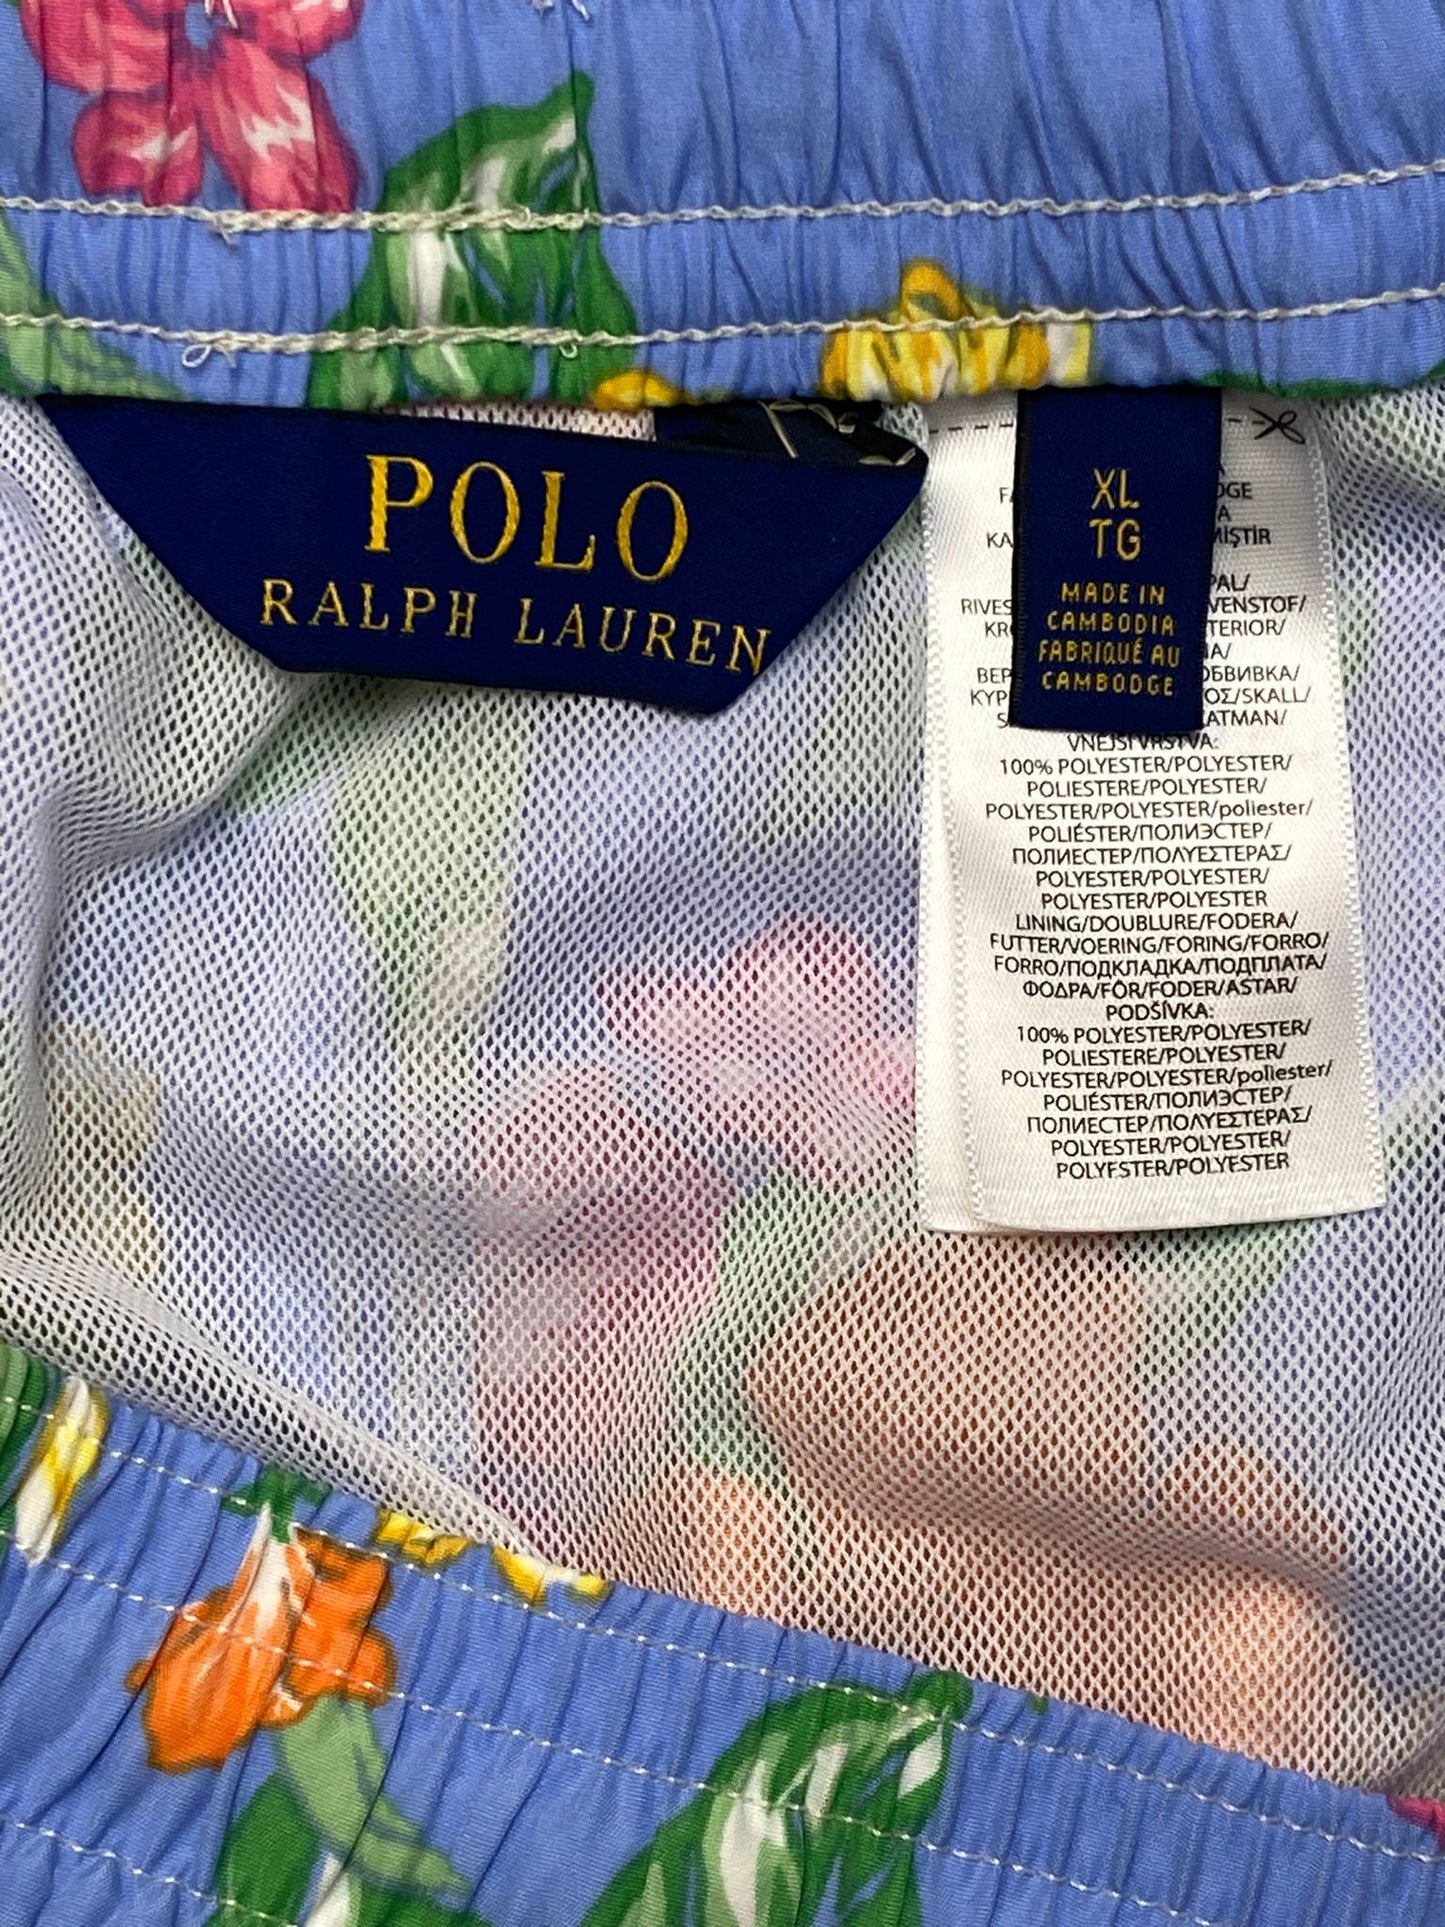 POLO
RALPH LAUREN
XL
TG
MADE IN
CAMBODIA
FABRIQUÉ AU
CAMBODGE
VNĚJŠÍ VRSTVA:
100% POLYESTER/POLYESTER/
POLIESTERE/POLYESTER/
POLYESTER/POLYESTER/poliester/
POLIÉSTER/ПОЛИЭСТЕР/
ПОЛИЕСТЕР/ΠΟΛΥΕΣΤΕΡΑΣ/
POLYESTER/POLYESTER/
POLYESTER/POLYESTER
LINING/DOUBLURE/FODERA/
FUTTER/VOERING/FORING/FORRO/
FORRO/ПОДКЛАДКА/ПОДПЛАТА/
ΦΟΔΡΑ/FÓR/FODER/ASTAR/
PODŠÍVKA:
100% POLYESTER/POLYESTER/
POLIESTERE/POLYESTER/
POLYESTER/POLYESTER/poliester/
POLIÉSTER/ПОЛИЭСТЕР/
ПОЛИЕСТЕР/ΠΟΛΥΕΣΤΕΡΑΣ/
POLYESTER/POLYESTER/
POLYESTER/POLYESTER